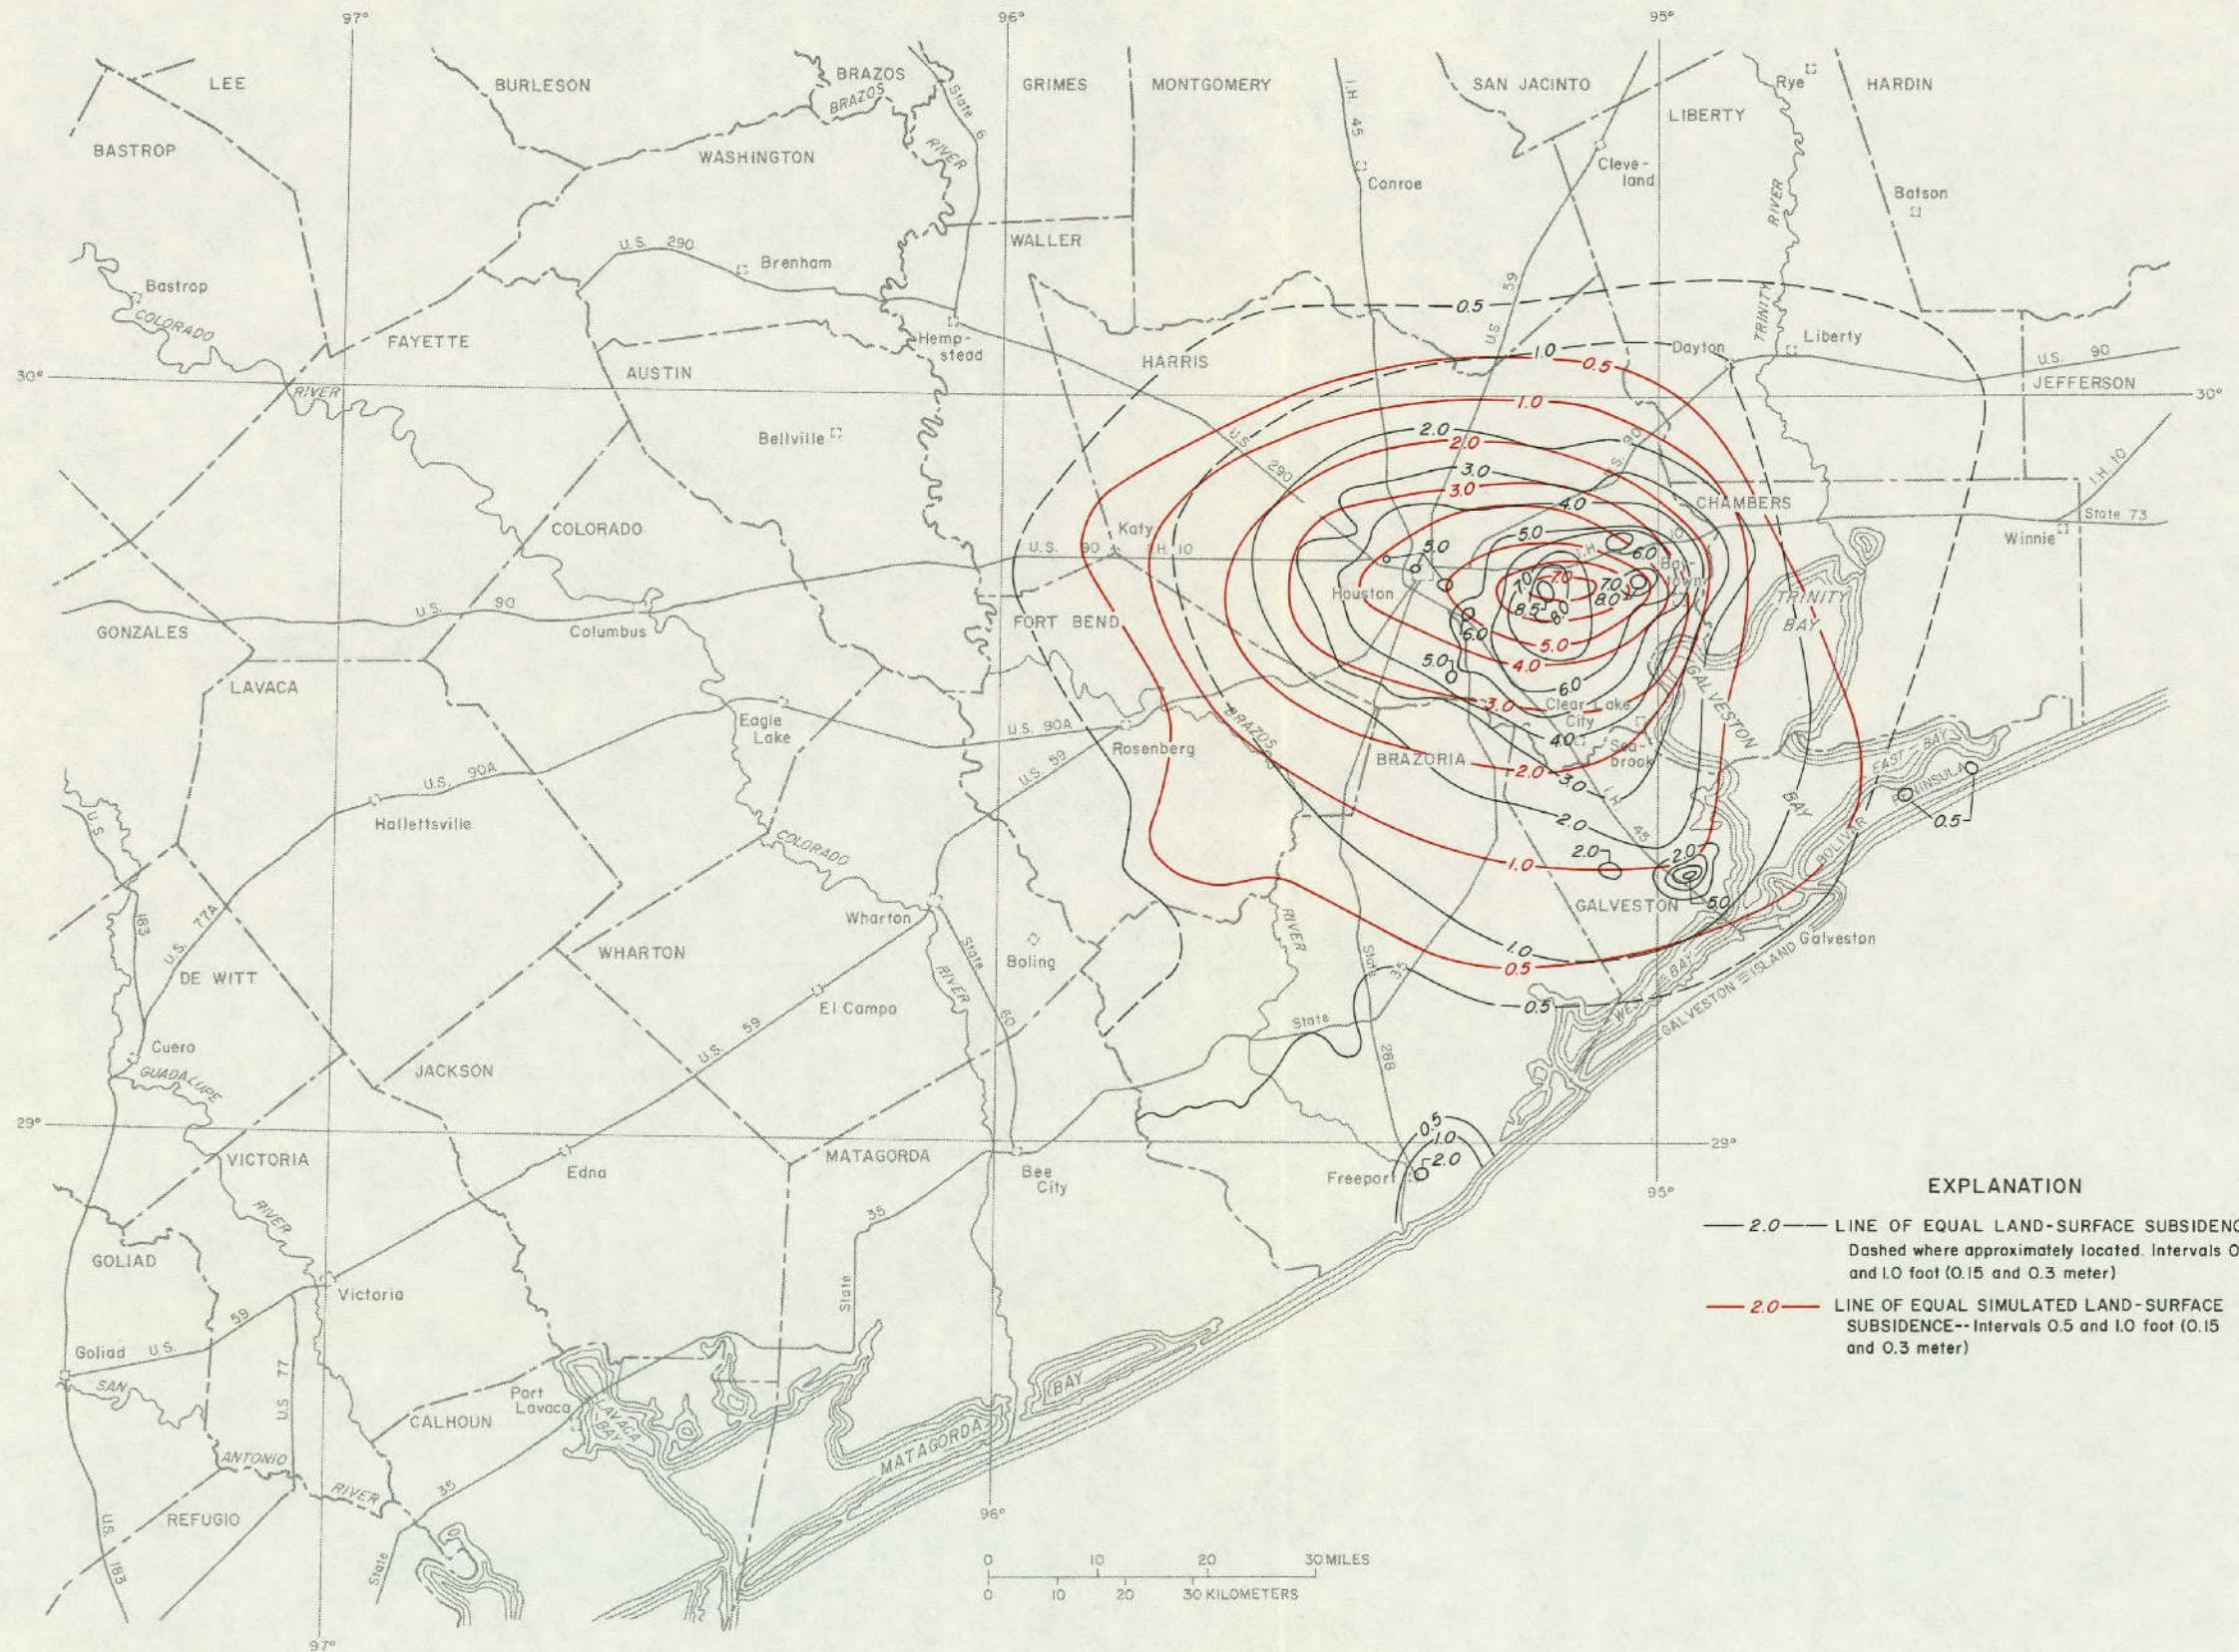 97°
96°
95°
LEE
BURLESON
BRAZOS
BRAZOS
RIVER
State 6
GRIMES
MONTGOMERY
I.H. 45
SAN JACINTO
LIBERTY
Rye
HARDIN
BASTROP
WASHINGTON
Conroe
Cleve-
land
Batson
TRINITY
RIVER
WALLER
U.S. 290
Brenham
Bastrop
COLORADO
RIVER
FAYETTE
Hemp-
stead
HARRIS
0.5
U.S. 59
1.0
0.5
Dayton
Liberty
U.S. 90
JEFFERSON
30°
30°
AUSTIN
Bellville
1.0
2.0
2.0
U.S. 290
U.S. 90
3.0
3.0
4.0
CHAMBERS
I.H. 10
State 73
Winnie
COLORADO
Katy
U.S. 90
I.H. 10
5.0
5.0
I.H. 10
6.0
Bay-
town
7.0
7.0
7.0
8.0
8.5
8.0
Houston
TRINITY
BAY
GONZALES
U.S. 90
Columbus
FORT BEND
6.0
5.0
5.0
4.0
6.0
LAVACA
Eagle
Lake
U.S. 90A
Rosenberg
BRAZOS
3.0
Clear Lake
City
4.0
Sea-
brook
GALVESTON
BAY
EAST BAY
BRAZORIA
2.0
3.0
I.H. 45
U.S. 90A
U.S. 59
Hallettsville
COLORADO
RIVER
2.0
2.0
2.0
1.0
5.0
BOLIVAR
PENINSULA
0.5
U.S. 183
U.S. 77A
Wharton
GALVESTON
Galveston
WHARTON
State 60
Boling
RIVER
State 288
35
1.0
0.5
0.5
WEST BAY
GALVESTON ISLAND
DE WITT
El Campo
U.S. 59
State
Cuero
GUADALUPE
RIVER
JACKSON
29°
29°
VICTORIA
Edna
MATAGORDA
Bee
City
0.5
1.0
2.0
Freeport
95°
35
State
GOLIAD
Victoria
U.S. 59
Goliad
U.S. 77
SAN
ANTONIO
RIVER
Port
Lavaca
LAVACA
BAY
CALHOUN
MATAGORDA
BAY
REFUGIO
35
State
U.S. 183
97°
96°
EXPLANATION
2.0 LINE OF EQUAL LAND-SURFACE SUBSIDENC
Dashed where approximately located. Intervals 0
and 1.0 foot (0.15 and 0.3 meter)
2.0 LINE OF EQUAL SIMULATED LAND-SURFACE
SUBSIDENCE--Intervals 0.5 and 1.0 foot (0.15
and 0.3 meter)
0 10 20 30 MILES
0 10 20 30 KILOMETERS